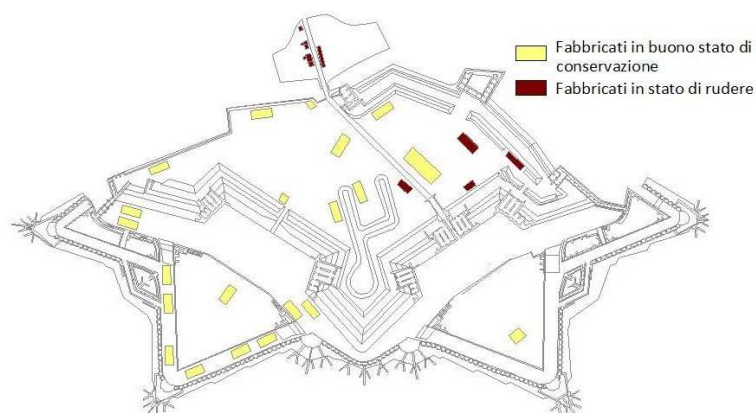 Fabbricati in buono stato di
conservazione
Fabbricati in stato di rudere